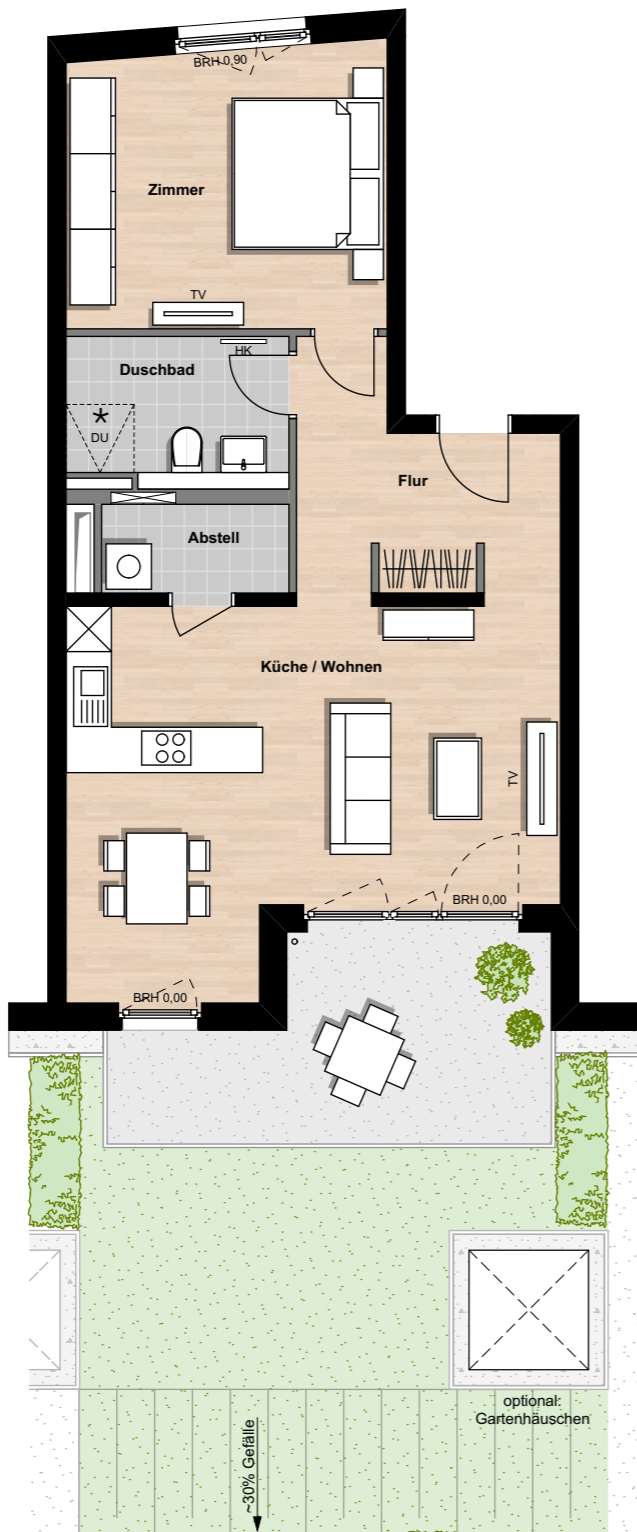 BRH 0,90
Zimmer
TV
HK
Duschbad
DU
Flur
Abstell
Küche / Wohnen
TV
BRH 0,00
BRH 0,00
optional:
Gartenhäuschen
~30% Gefälle